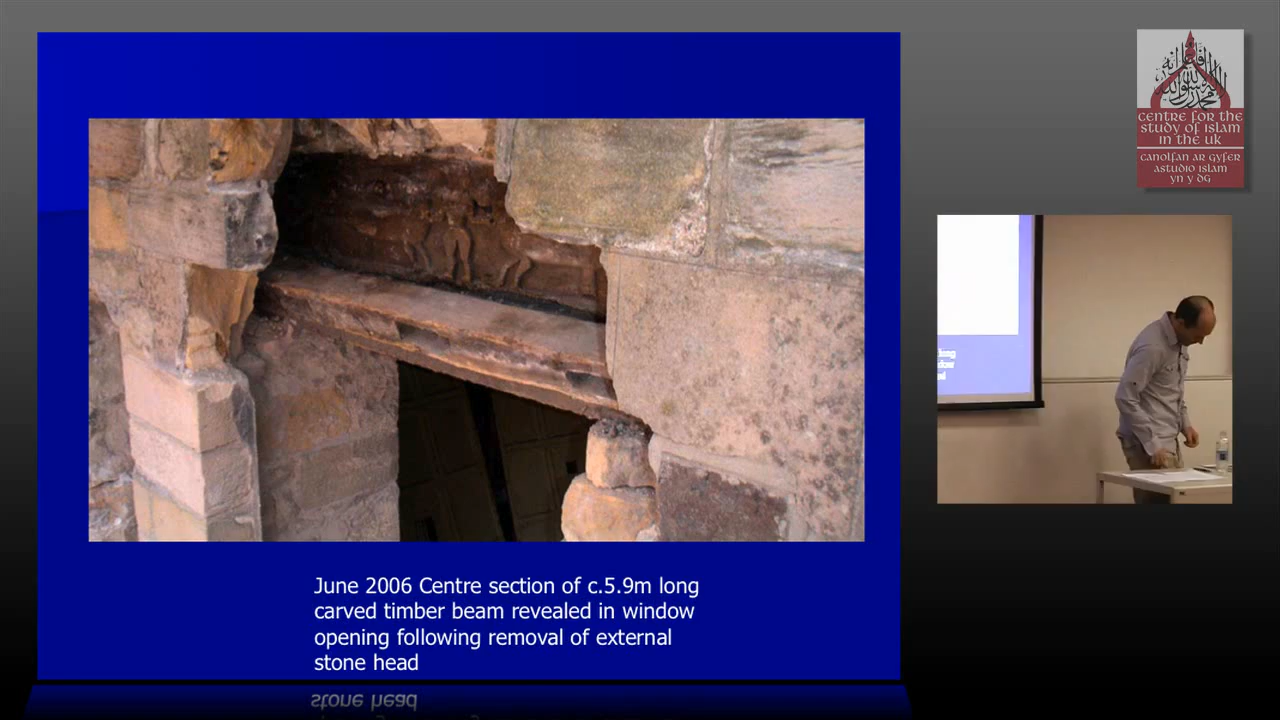 June 2006 Centre section of c.5.9m long
carved timber beam revealed in window
opening following removal of external
stone head
centre for the
study of islam
in the uk
canolfan ar gyfer
astudio islam
yn y dg